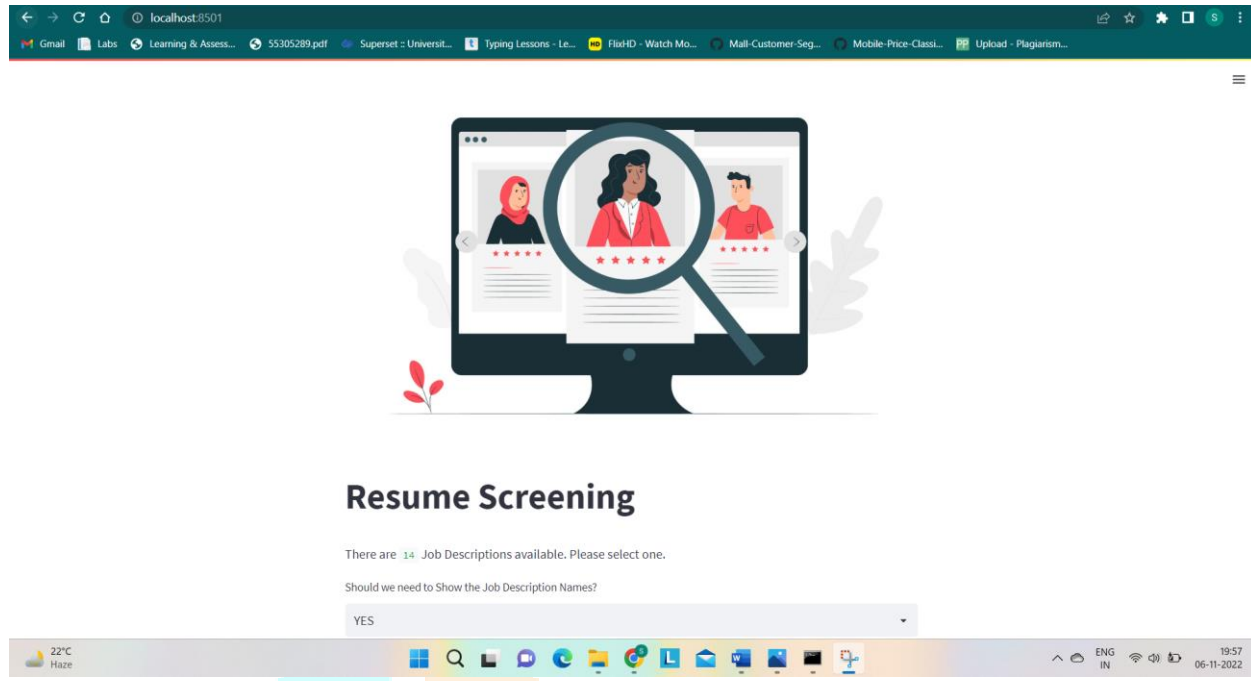 localhost:8501
S
Gmail Labs Learning & Assess... 55305289.pdf Superset :: Universit... Typing Lessons - Le... HD FlixHD - Watch Mo... Mall-Customer-Seg... Mobile-Price-Classi... PP Upload - Plagiarism...
Resume Screening
There are 14 Job Descriptions available. Please select one.
Should we need to Show the Job Description Names?
YES
22°C
Haze
L
ENG
IN
19:57
06-11-2022